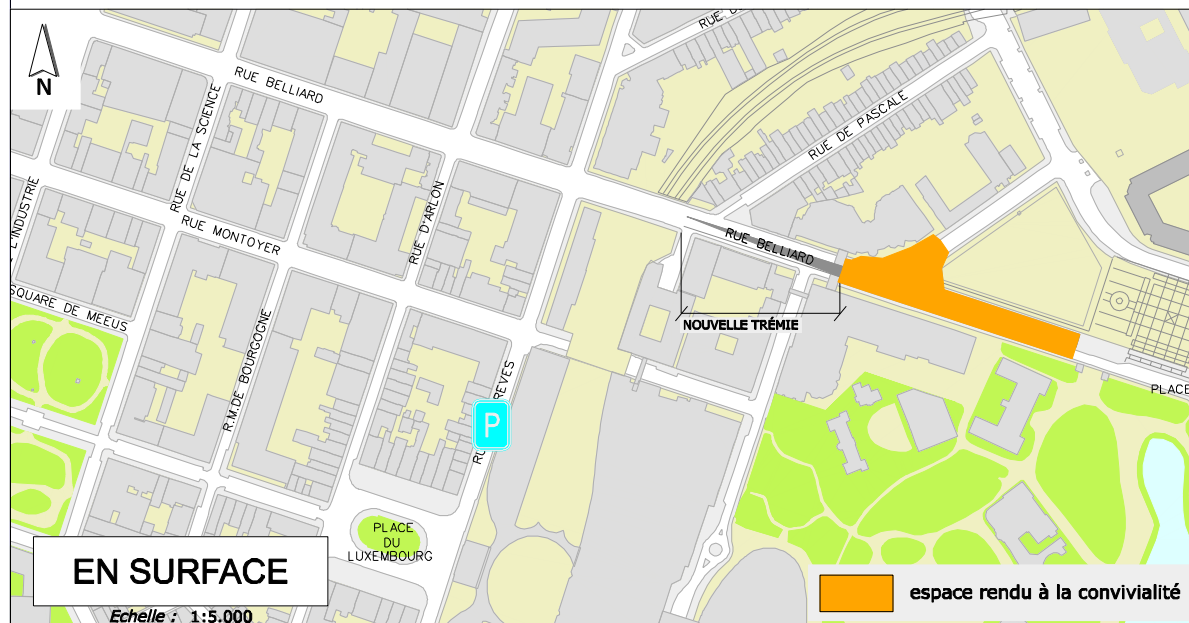 N
RUE BELLIARD
RUE DE LA SCIENCE
RUE DE PASCALE
L'INDUSTRIE
RUE MONTOYER
RUE D'ARLON
RUE BELLIARD
SQUARE DE MEEUS
NOUVELLE TRÉMIE
R.M.DE BOURGOGNE
PLACE
P
PLACE
DU
LUXEMBOURG
EN SURFACE
espace rendu à la convivialité
Echelle : 1:5.000